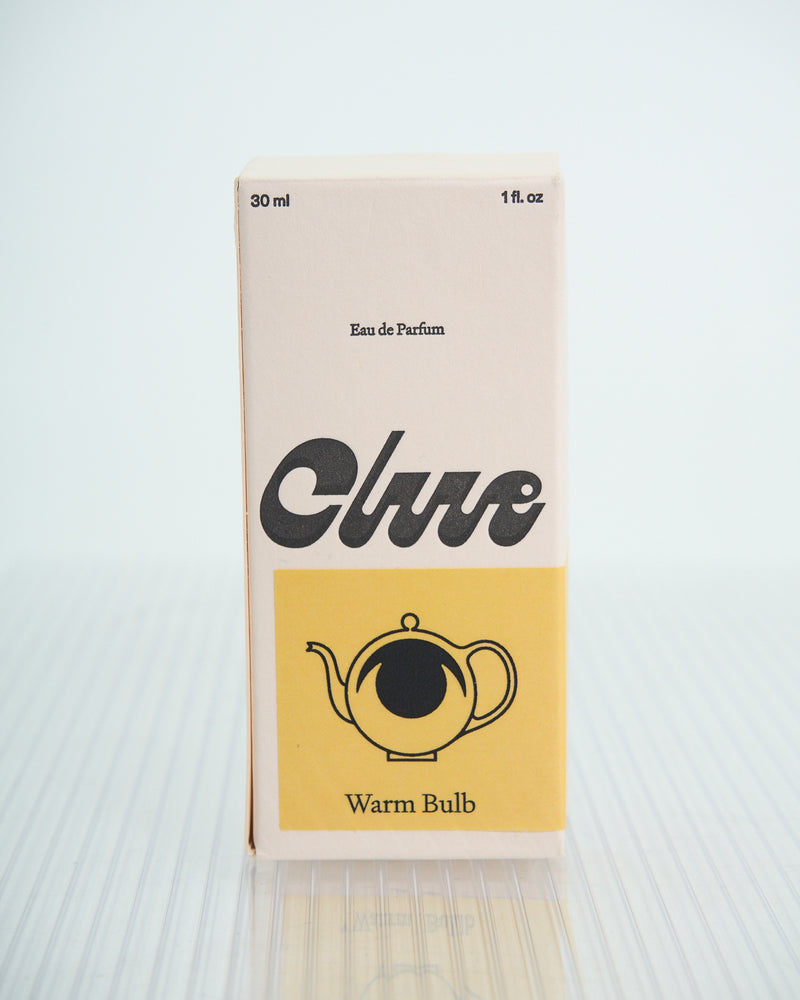 30 ml 1 fl. oz
Eau de Parfum
Clue
Warm Bulb